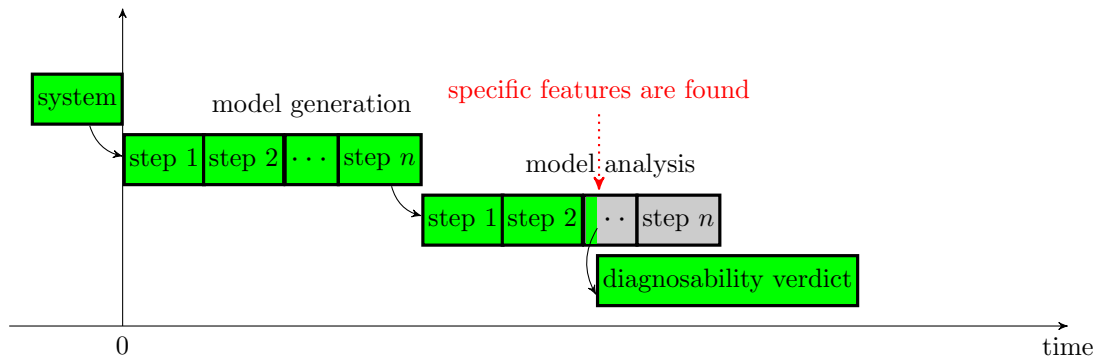 system
model generation
specific features are found
step 1 step 2 ... step n
model analysis
step 1 step 2 .. step n
diagnosability verdict
0 time